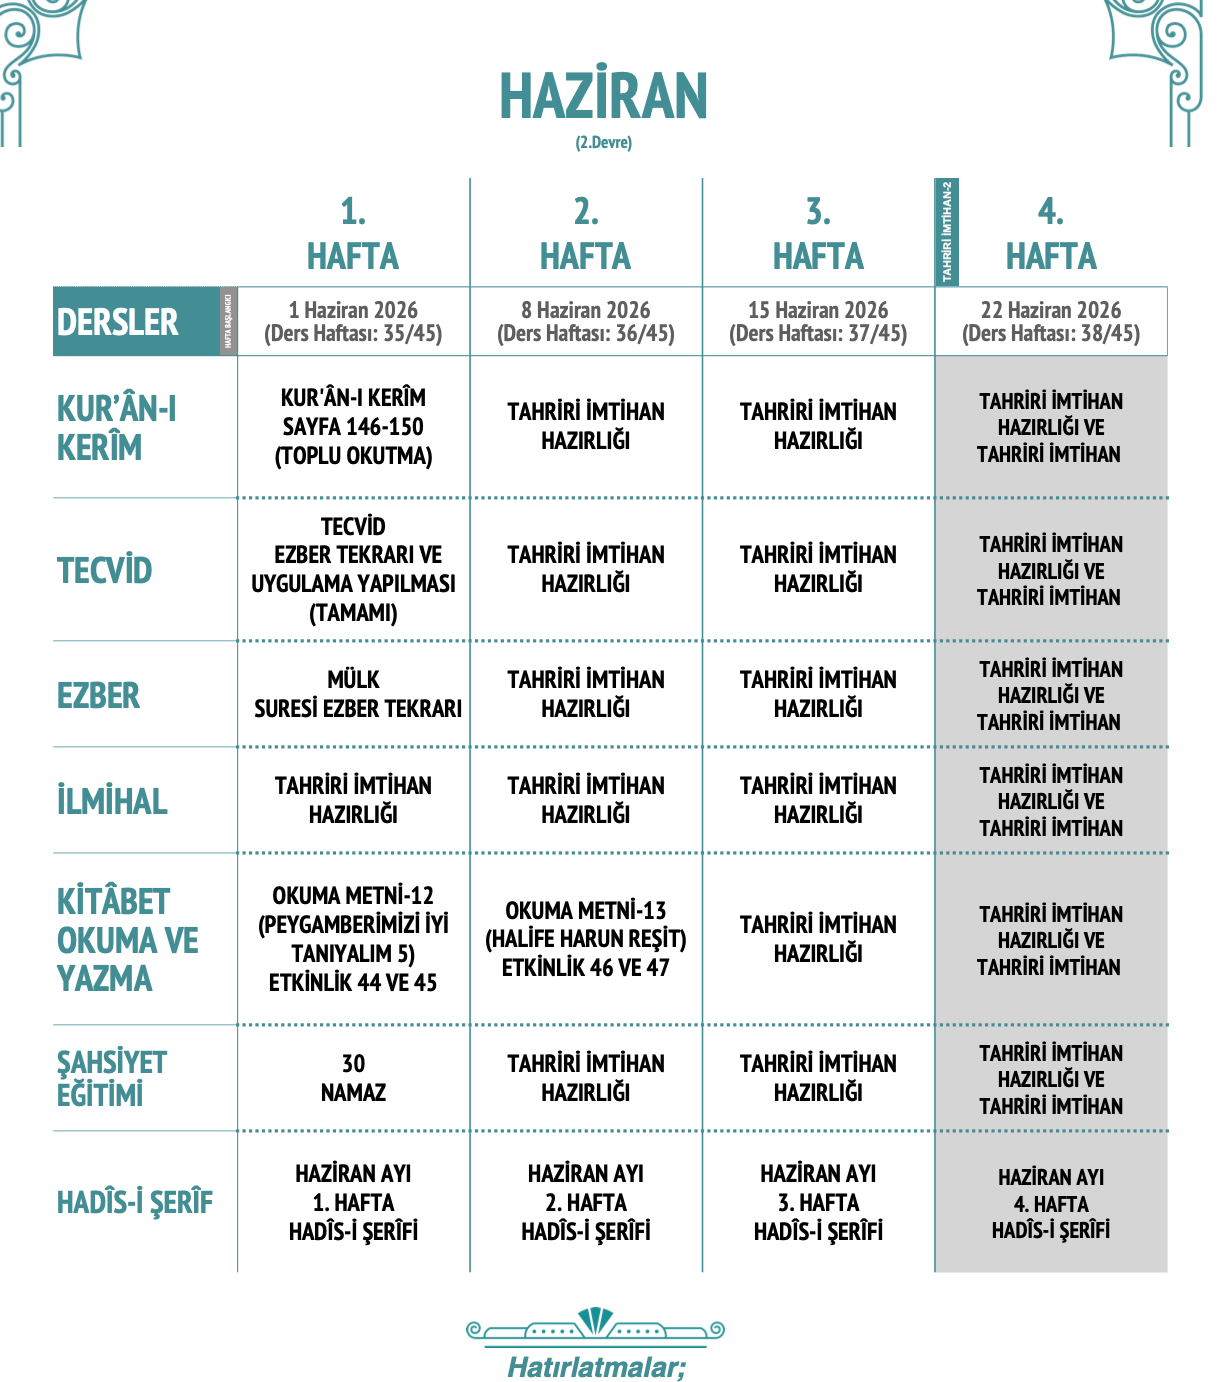 HAZİRAN
(2.Devre)
1.
HAFTA
2.
HAFTA
3.
HAFTA
TAHRİRİ İMTİHAN-2
4.
HAFTA
DERSLER
HAFTA BAŞLANGICI
1 Haziran 2026
(Ders Haftası: 35/45)
8 Haziran 2026
(Ders Haftası: 36/45)
15 Haziran 2026
(Ders Haftası: 37/45)
22 Haziran 2026
(Ders Haftası: 38/45)
KUR’ÂN-I
KERÎM
KUR'ÂN-I KERÎM
SAYFA 146-150
(TOPLU OKUTMA)
TAHRİRİ İMTİHAN
HAZIRLIĞI
TAHRİRİ İMTİHAN
HAZIRLIĞI
TAHRİRİ İMTİHAN
HAZIRLIĞI VE
TAHRİRİ İMTİHAN
TECVİD
TECVİD
EZBER TEKRARI VE
UYGULAMA YAPILMASI
(TAMAMI)
TAHRİRİ İMTİHAN
HAZIRLIĞI
TAHRİRİ İMTİHAN
HAZIRLIĞI
TAHRİRİ İMTİHAN
HAZIRLIĞI VE
TAHRİRİ İMTİHAN
EZBER
MÜLK
SURESİ EZBER TEKRARI
TAHRİRİ İMTİHAN
HAZIRLIĞI
TAHRİRİ İMTİHAN
HAZIRLIĞI
TAHRİRİ İMTİHAN
HAZIRLIĞI VE
TAHRİRİ İMTİHAN
İLMİHAL
TAHRİRİ İMTİHAN
HAZIRLIĞI
TAHRİRİ İMTİHAN
HAZIRLIĞI
TAHRİRİ İMTİHAN
HAZIRLIĞI
TAHRİRİ İMTİHAN
HAZIRLIĞI VE
TAHRİRİ İMTİHAN
KİTÂBET
OKUMA VE
YAZMA
OKUMA METNİ-12
(PEYGAMBERİMİZİ İYİ
TANIYALIM 5)
ETKİNLİK 44 VE 45
OKUMA METNİ-13
(HALİFE HARUN REŞİT)
ETKİNLİK 46 VE 47
TAHRİRİ İMTİHAN
HAZIRLIĞI
TAHRİRİ İMTİHAN
HAZIRLIĞI VE
TAHRİRİ İMTİHAN
ŞAHSİYET
EĞİTİMİ
30
NAMAZ
TAHRİRİ İMTİHAN
HAZIRLIĞI
TAHRİRİ İMTİHAN
HAZIRLIĞI
TAHRİRİ İMTİHAN
HAZIRLIĞI VE
TAHRİRİ İMTİHAN
HADÎS-İ ŞERÎF
HAZİRAN AYI
1. HAFTA
HADÎS-İ ŞERÎFİ
HAZİRAN AYI
2. HAFTA
HADÎS-İ ŞERÎFİ
HAZİRAN AYI
3. HAFTA
HADÎS-İ ŞERÎFİ
HAZİRAN AYI
4. HAFTA
HADÎS-İ ŞERÎFİ
Hatırlatmalar;